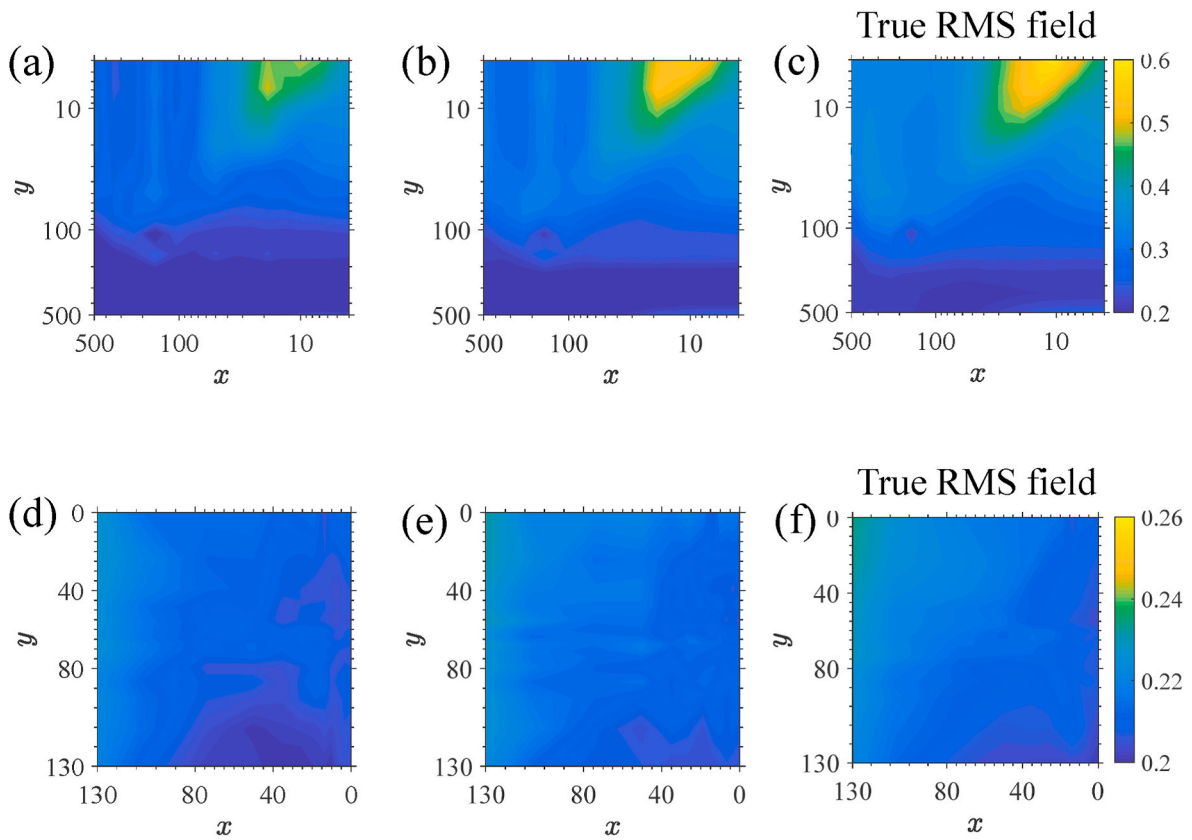 True RMS field
(a) (b) (c)
0.6
10 10 10 0.5
y y y 0.4
100 100 100 0.3
500 500 500 0.2
500 100 10 500 100 10 500 100 10
x x x
True RMS field
(d) (e) (f)
0 0 0 0.26
40 40 40 0.24
y y y
80 80 80 0.22
130 130 130 0.2
130 80 40 0 130 80 40 0 130 80 40 0
x x x